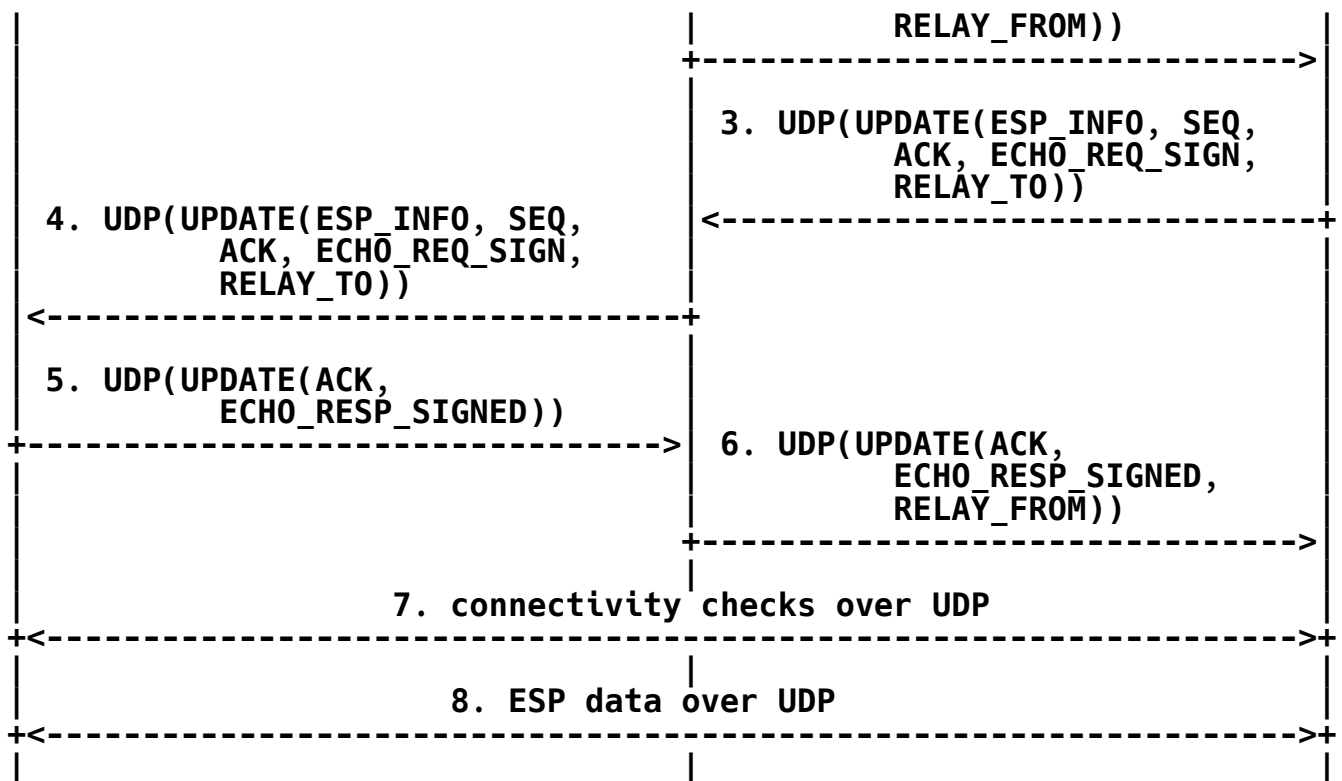 RELAY_FROM))
3. UDP(UPDATE(ESP_INFO, SEQ,
ACK, ECHO_REQ_SIGN,
RELAY_TO))
4. UDP(UPDATE(ESP_INFO, SEQ,
ACK, ECHO_REQ_SIGN,
RELAY_TO))
5. UDP(UPDATE(ACK,
ECHO_RESP_SIGNED))
6. UDP(UPDATE(ACK,
ECHO_RESP_SIGNED,
RELAY_FROM))
7. connectivity checks over UDP
8. ESP data over UDP